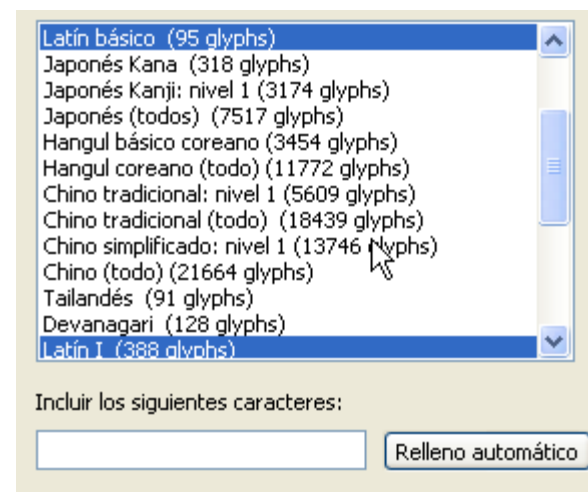 Latín básico (95 glyphs)
Japonés Kana (318 glyphs)
Japonés Kanji: nivel 1 (3174 glyphs)
Japonés (todos) (7517 glyphs)
Hangul básico coreano (3454 glyphs)
Hangul coreano (todo) (11772 glyphs)
Chino tradicional: nivel 1 (5609 glyphs)
Chino tradicional (todo) (18439 glyphs)
Chino simplificado: nivel 1 (13746 glyphs)
Chino (todo) (21664 glyphs)
Tailandés (91 glyphs)
Devanagari (128 glyphs)
Latín I (388 glyphs)
Incluir los siguientes caracteres:
Relleno automático